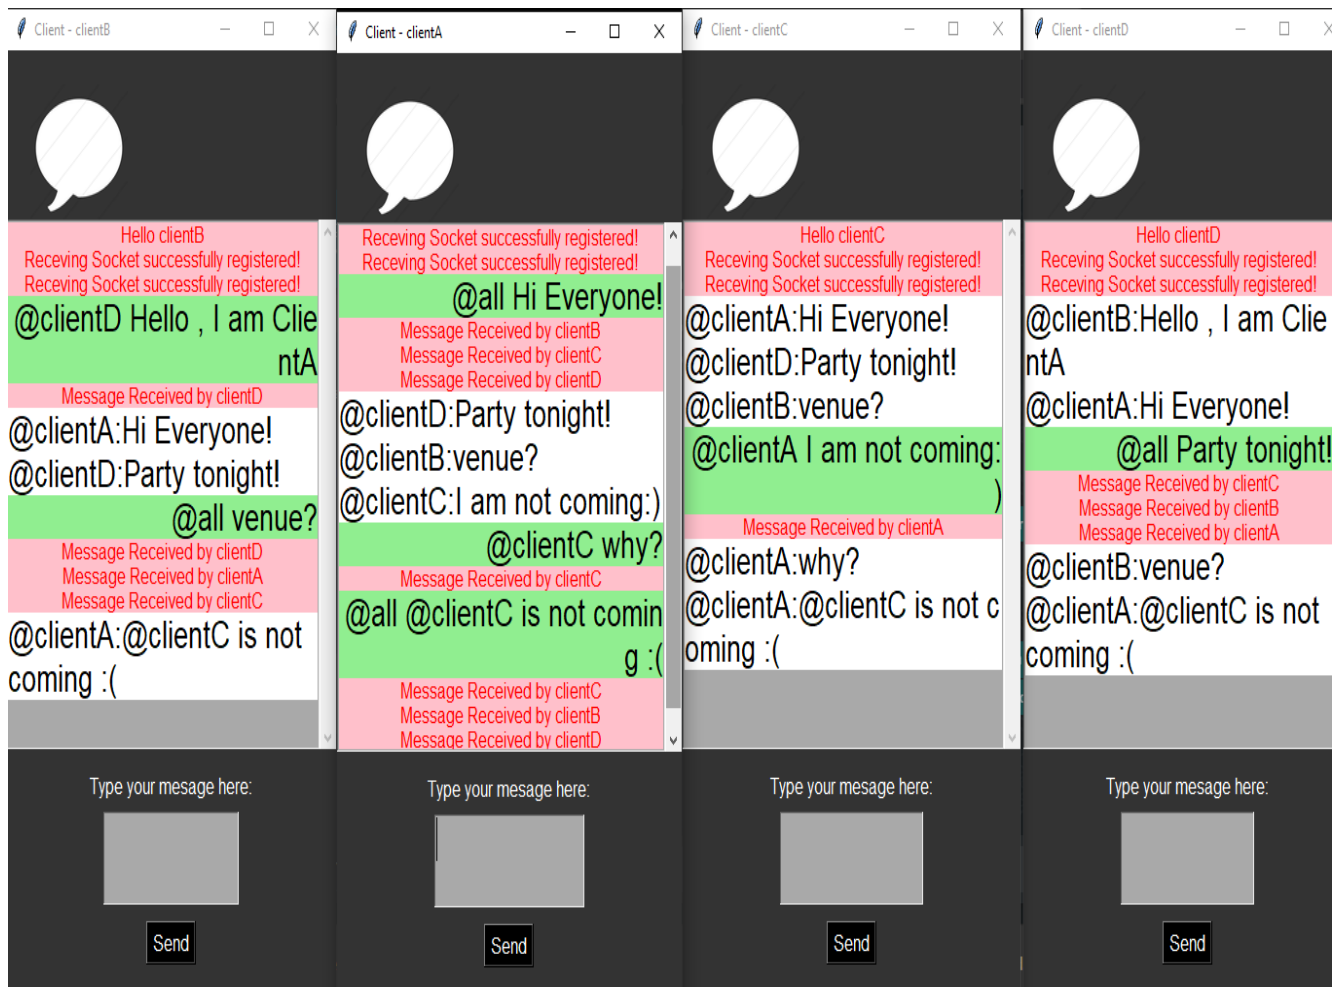 Client - clientB
Hello clientB
Receving Socket successfully registered!
Receving Socket successfully registered!
@clientD Hello , I am Clie
ntA
Message Received by clientD
@clientA:Hi Everyone!
@clientD:Party tonight!
@all venue?
Message Received by clientD
Message Received by clientA
Message Received by clientC
@clientA:@clientC is not
coming :(
Type your mesage here:
Send
Client - clientA
Receving Socket successfully registered!
Receving Socket successfully registered!
@all Hi Everyone!
Message Received by clientB
Message Received by clientC
Message Received by clientD
@clientD:Party tonight!
@clientB:venue?
@clientC:I am not coming:)
@clientC why?
Message Received by clientC
@all @clientC is not comin
g :(
Message Received by clientC
Message Received by clientB
Message Received by clientD
Type your mesage here:
Send
Client - clientC
Hello clientC
Receving Socket successfully registered!
Receving Socket successfully registered!
@clientA:Hi Everyone!
@clientD:Party tonight!
@clientB:venue?
@clientA I am not coming:
)
Message Received by clientA
@clientA:why?
@clientA:@clientC is not c
oming :(
Type your mesage here:
Send
Client - clientD
Hello clientD
Receving Socket successfully registered!
Receving Socket successfully registered!
@clientB:Hello , I am Clie
ntA
@clientA:Hi Everyone!
@all Party tonight!
Message Received by clientC
Message Received by clientB
Message Received by clientA
@clientB:venue?
@clientA:@clientC is not
coming :(
Type your mesage here:
Send